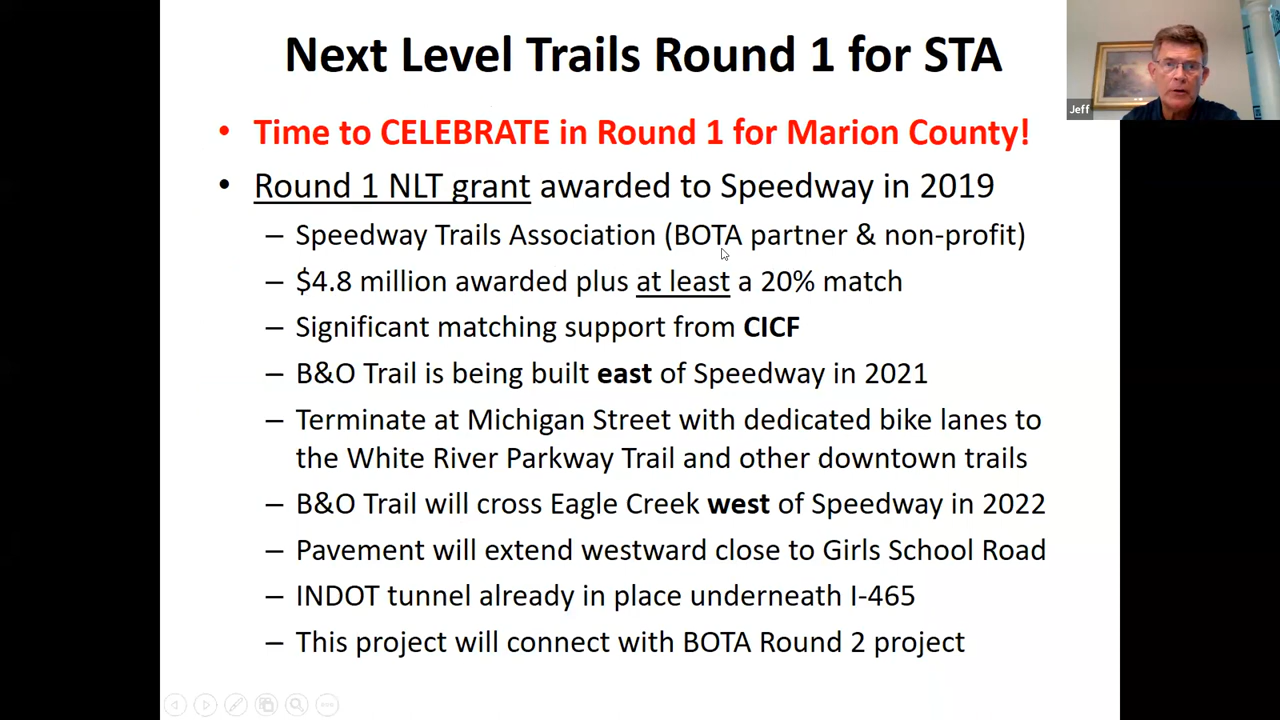 Next Level Trails Round 1 for STA
• Time to CELEBRATE in Round 1 for Marion County!
• Round 1 NLT grant awarded to Speedway in 2019
– Speedway Trails Association (BOTA partner & non-profit)
– $4.8 million awarded plus at least a 20% match
– Significant matching support from CICF
– B&O Trail is being built east of Speedway in 2021
– Terminate at Michigan Street with dedicated bike lanes to
the White River Parkway Trail and other downtown trails
– B&O Trail will cross Eagle Creek west of Speedway in 2022
– Pavement will extend westward close to Girls School Road
– INDOT tunnel already in place underneath I-465
– This project will connect with BOTA Round 2 project
Jeff